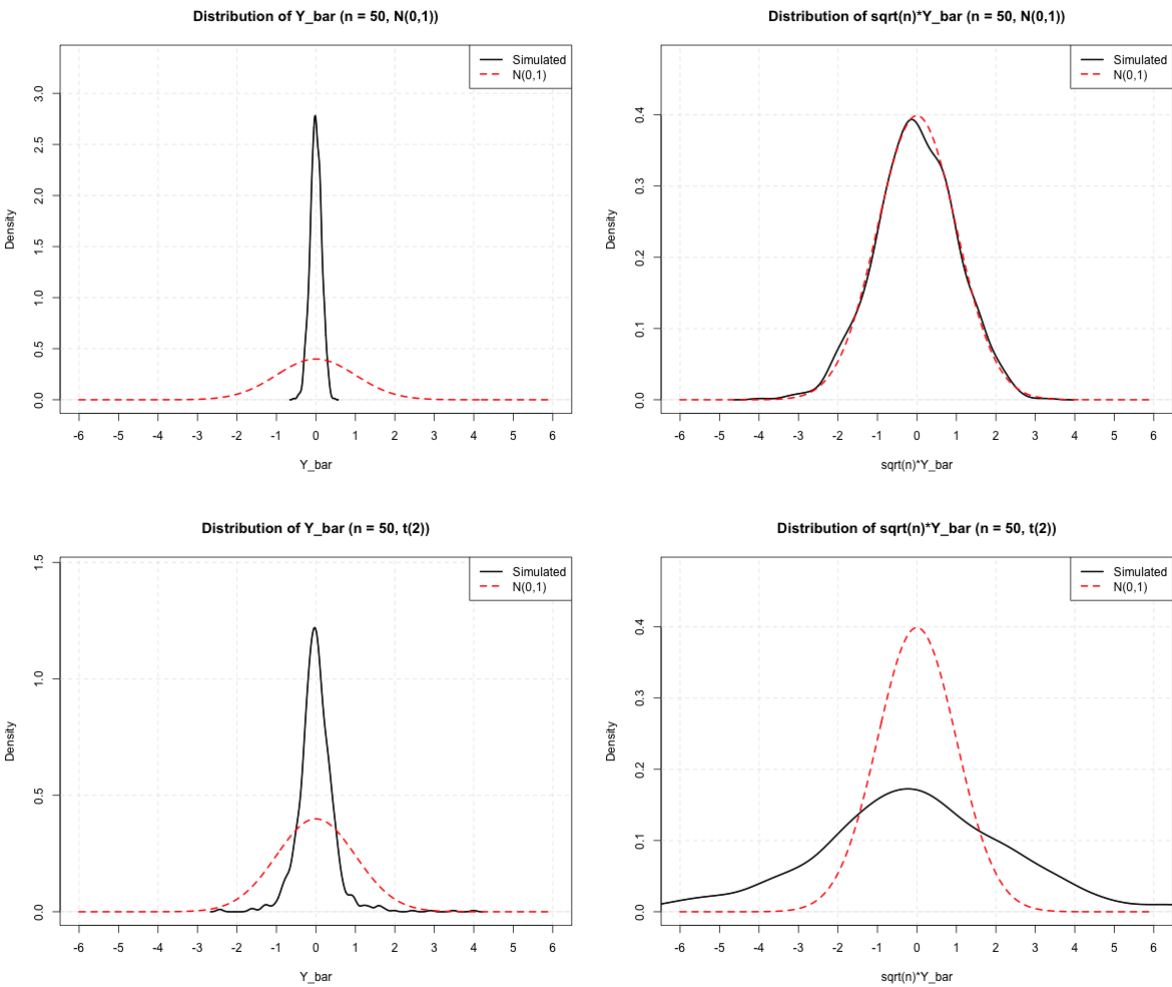 Distribution of Y_bar (n = 50, N(0,1))
Simulated
N(0,1)
Density
3.0
2.5
2.0
1.5
1.0
0.5
0.0
-6 -5 -4 -3 -2 -1 0 1 2 3 4 5 6
Y_bar
Distribution of sqrt(n)*Y_bar (n = 50, N(0,1))
Simulated
N(0,1)
Density
0.4
0.3
0.2
0.1
0.0
-6 -5 -4 -3 -2 -1 0 1 2 3 4 5 6
sqrt(n)*Y_bar
Distribution of Y_bar (n = 50, t(2))
Simulated
N(0,1)
Density
1.5
1.0
0.5
0.0
-6 -5 -4 -3 -2 -1 0 1 2 3 4 5 6
Y_bar
Distribution of sqrt(n)*Y_bar (n = 50, t(2))
Simulated
N(0,1)
Density
0.4
0.3
0.2
0.1
0.0
-6 -5 -4 -3 -2 -1 0 1 2 3 4 5 6
sqrt(n)*Y_bar